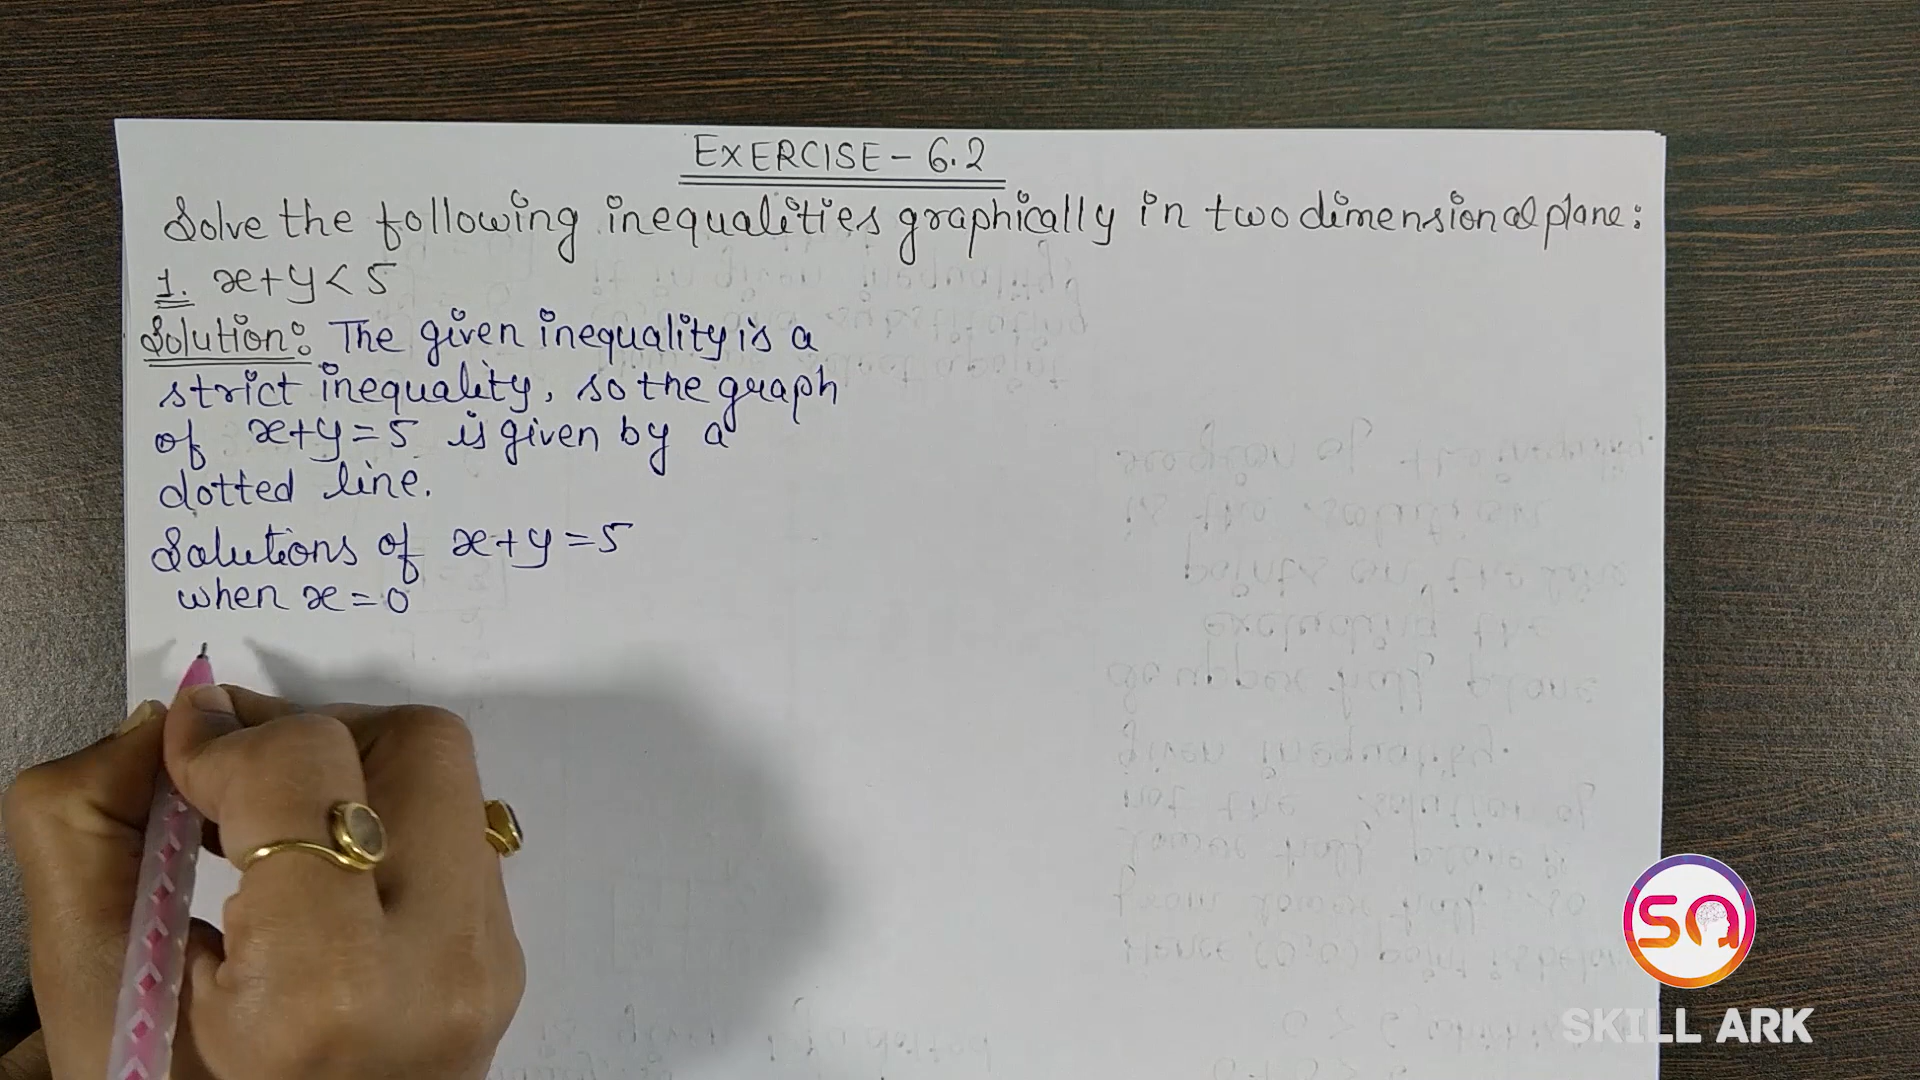 EXERCISE - 6.2
Solve the following inequalities graphically in two dimensional plane:
1. x+y<5
Solution: The given inequality is a
strict inequality, so the graph
of x+y=5 is given by a
dotted line.
Solutions of x+y=5
when x=0
SA
SKILL ARK